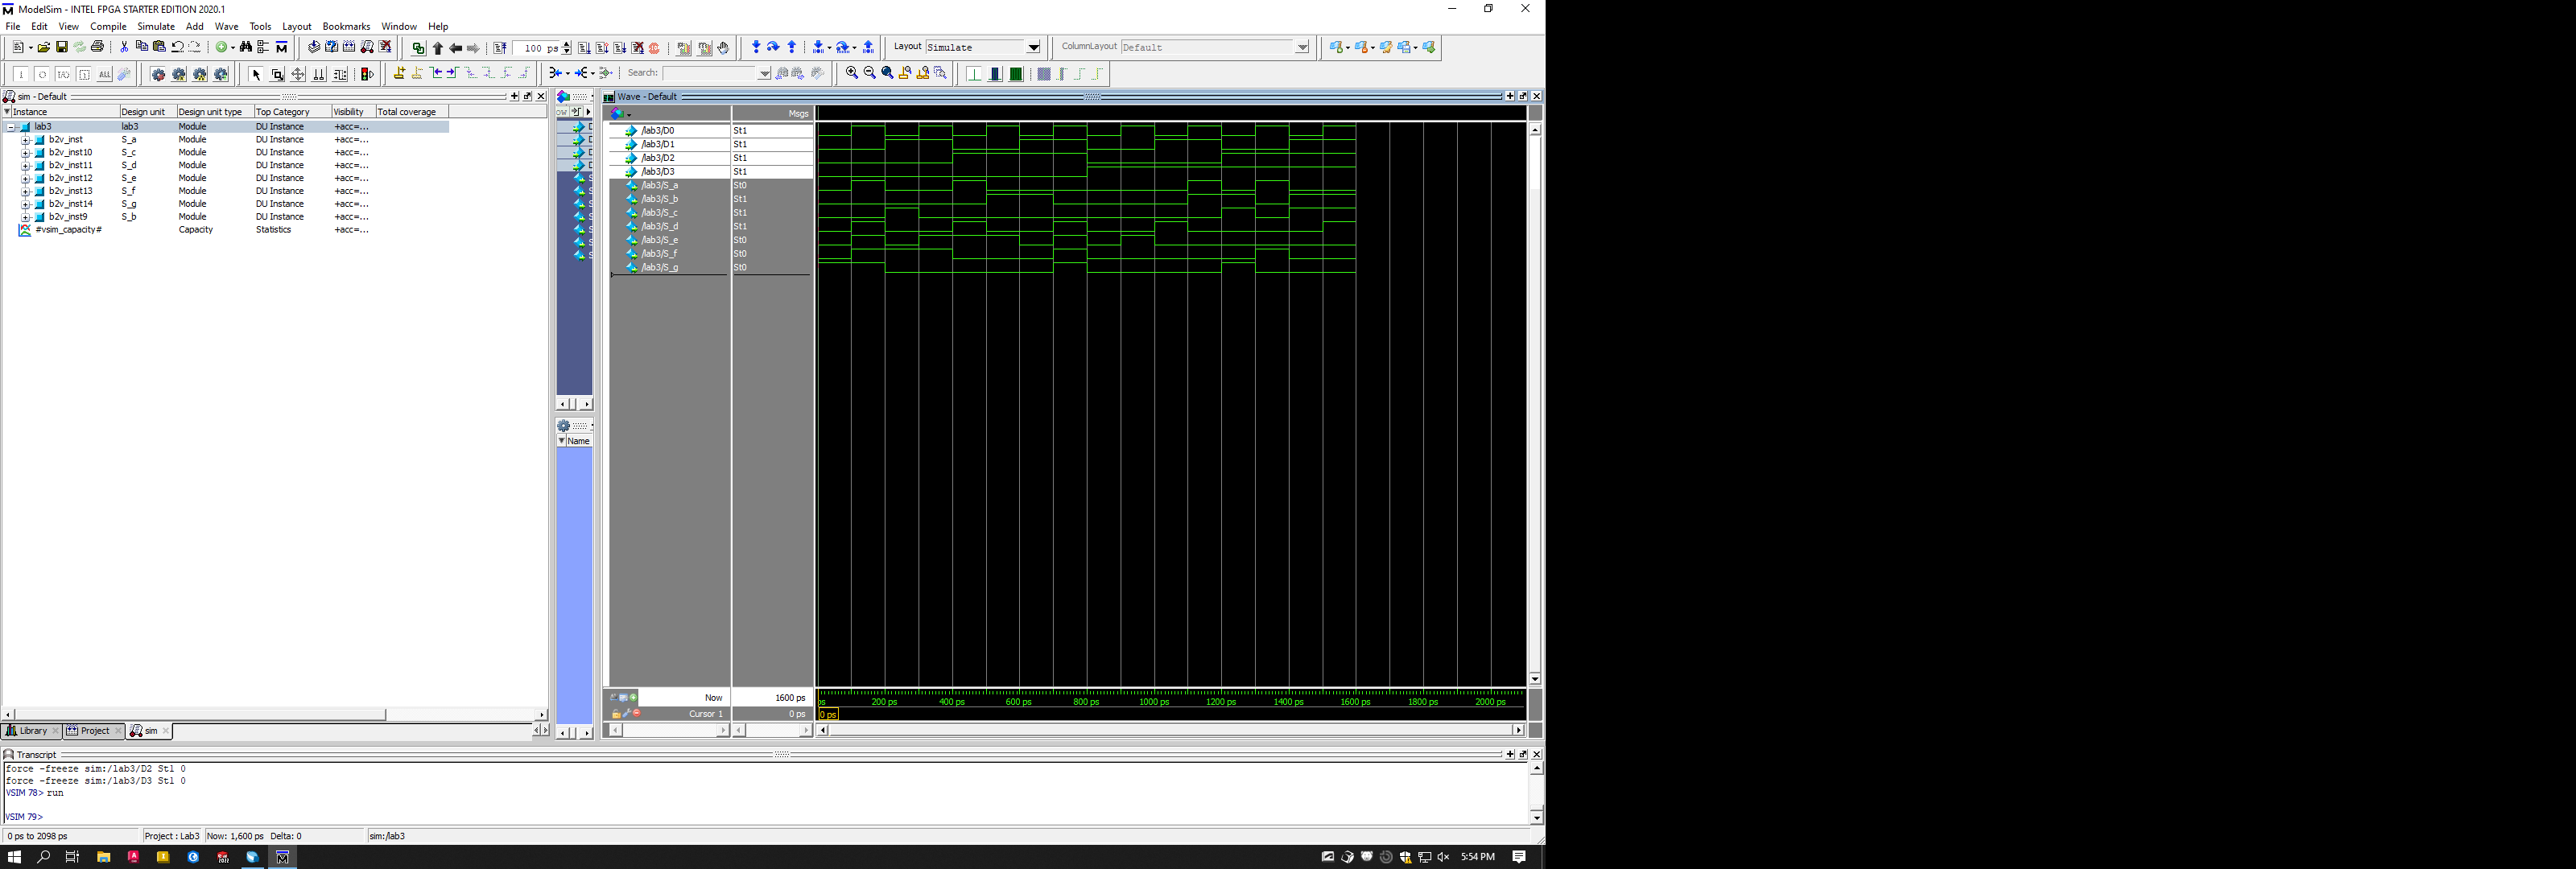 ModelSim - INTEL FPGA STARTER EDITION 2020.1
File Edit View Compile Simulate Add Wave Tools Layout Bookmarks Window Help
100 ps
Layout Simulate
ColumnLayout Default
ALL
Search:
sim - Default
Instance Design unit Design unit type Top Category Visibility Total coverage
lab3 lab3 Module DU Instance +acc=...
b2v_inst S_a Module DU Instance +acc=...
b2v_inst10 S_c Module DU Instance +acc=...
b2v_inst11 S_d Module DU Instance +acc=...
b2v_inst12 S_e Module DU Instance +acc=...
b2v_inst13 S_f Module DU Instance +acc=...
b2v_inst14 S_g Module DU Instance +acc=...
b2v_inst9 S_b Module DU Instance +acc=...
#vsim_capacity# Capacity Statistics +acc=...
Library Project sim
Name
Wave - Default
Msgs
/lab3/D0 St1
/lab3/D1 St1
/lab3/D2 St1
/lab3/D3 St1
/lab3/S_a St0
/lab3/S_b St1
/lab3/S_c St1
/lab3/S_d St1
/lab3/S_e St0
/lab3/S_f St0
/lab3/S_g St0
Now 1600 ps
200 ps 400 ps 600 ps 800 ps 1000 ps 1200 ps 1400 ps 1600 ps 1800 ps 2000 ps
Cursor 1 0 ps
0 ps
Transcript
force -freeze sim:/lab3/D2 St1 0
force -freeze sim:/lab3/D3 St1 0
VSIM 78> run
VSIM 79>
0 ps to 2098 ps Project : Lab3 Now: 1,600 ps Delta: 0 sim:/lab3
5:54 PM